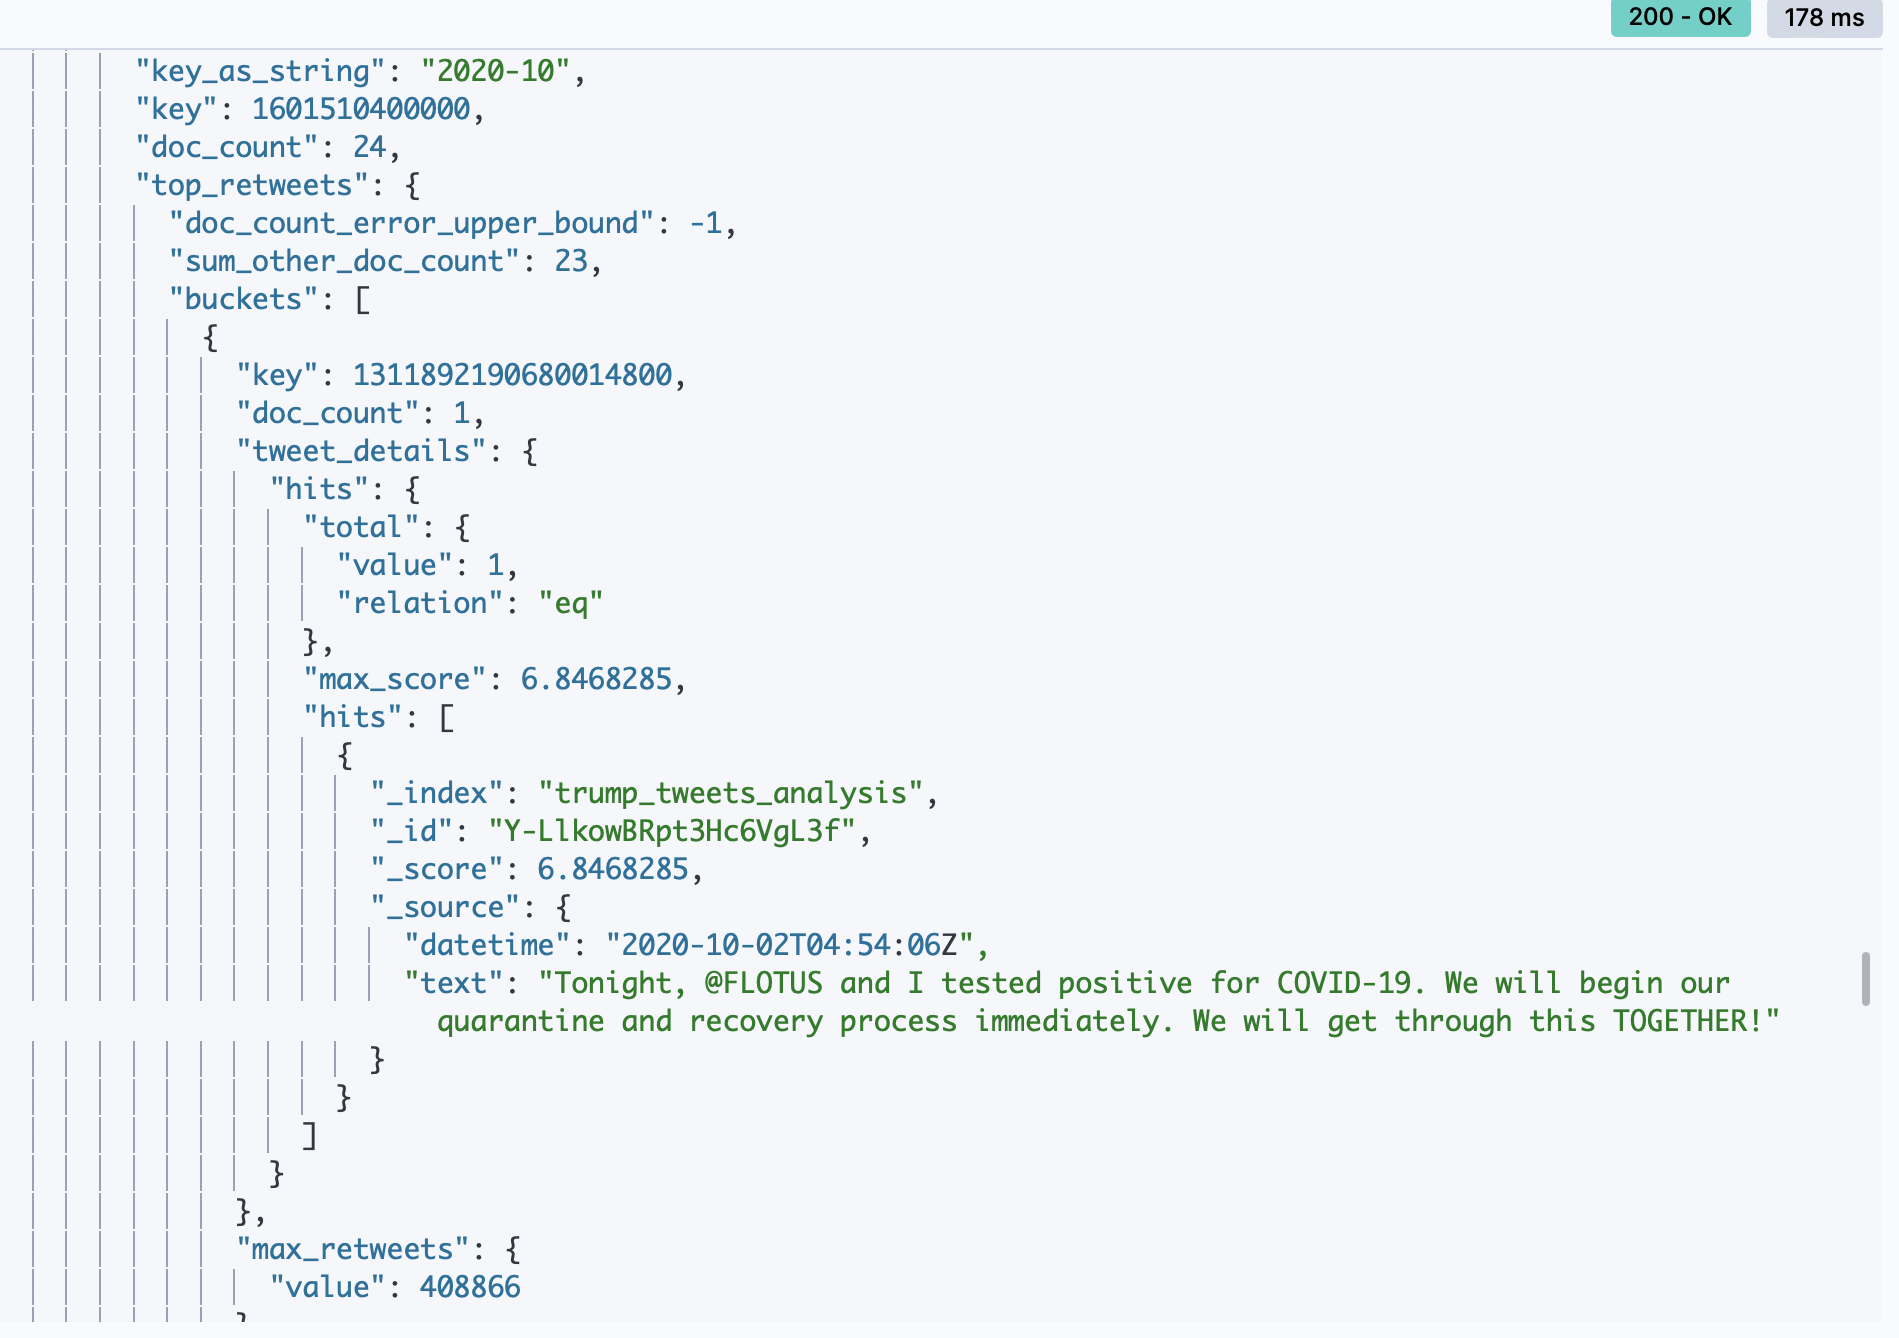 200 - OK 178 ms
"key_as_string": "2020-10",
"key": 1601510400000,
"doc_count": 24,
"top_retweets": {
"doc_count_error_upper_bound": -1,
"sum_other_doc_count": 23,
"buckets": [
{
"key": 1311892190680014800,
"doc_count": 1,
"tweet_details": {
"hits": {
"total": {
"value": 1,
"relation": "eq"
},
"max_score": 6.8468285,
"hits": [
{
"_index": "trump_tweets_analysis",
"_id": "Y-LlkowBRpt3Hc6VgL3f",
"_score": 6.8468285,
"_source": {
"datetime": "2020-10-02T04:54:06Z",
"text": "Tonight, @FLOTUS and I tested positive for COVID-19. We will begin our
quarantine and recovery process immediately. We will get through this TOGETHER!"
}
}
]
}
},
"max_retweets": {
"value": 408866
}